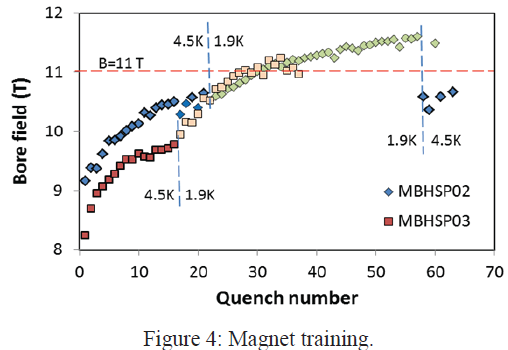 12
11
10
9
8
Bore field (T)
B=11 T
4.5K 1.9K
4.5K 1.9K
1.9K 4.5K
MBHSP02
MBHSP03
0 10 20 30 40 50 60 70
Quench number
Figure 4: Magnet training.